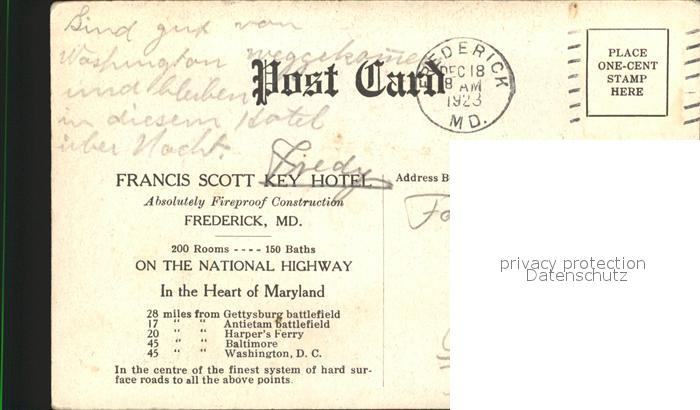 Sind gut von
Washington weggekommen
und bleiben
in diesem Hotel
über Nacht.
Fredy
Post Card
FREDERICK
DEC 18
8 AM
1923
MD.
PLACE
ONE-CENT
STAMP
HERE
FRANCIS SCOTT KEY HOTEL
Absolutely Fireproof Construction
FREDERICK, MD.
200 Rooms - - - - 150 Baths
ON THE NATIONAL HIGHWAY
In the Heart of Maryland
28 miles from Gettysburg battlefield
17 " " Antietam battlefield
20 " " Harper's Ferry
45 " " Baltimore
45 " " Washington, D. C.
In the centre of the finest system of hard sur-
face roads to all the above points.
Address B
privacy protection
Datenschutz